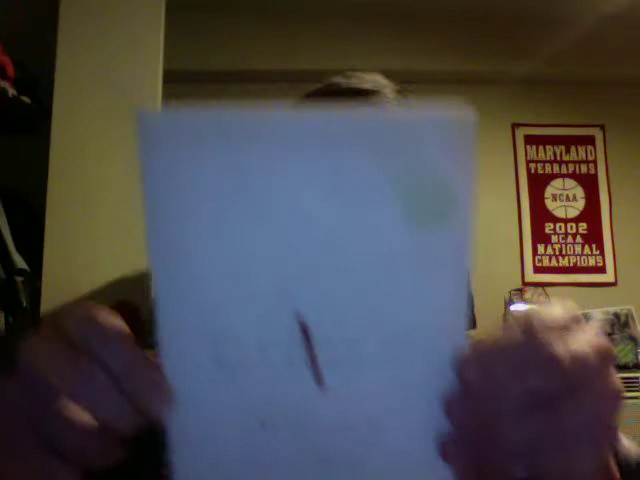 MARYLAND
TERRAPINS
NCAA
2002
NCAA
NATIONAL
CHAMPIONS